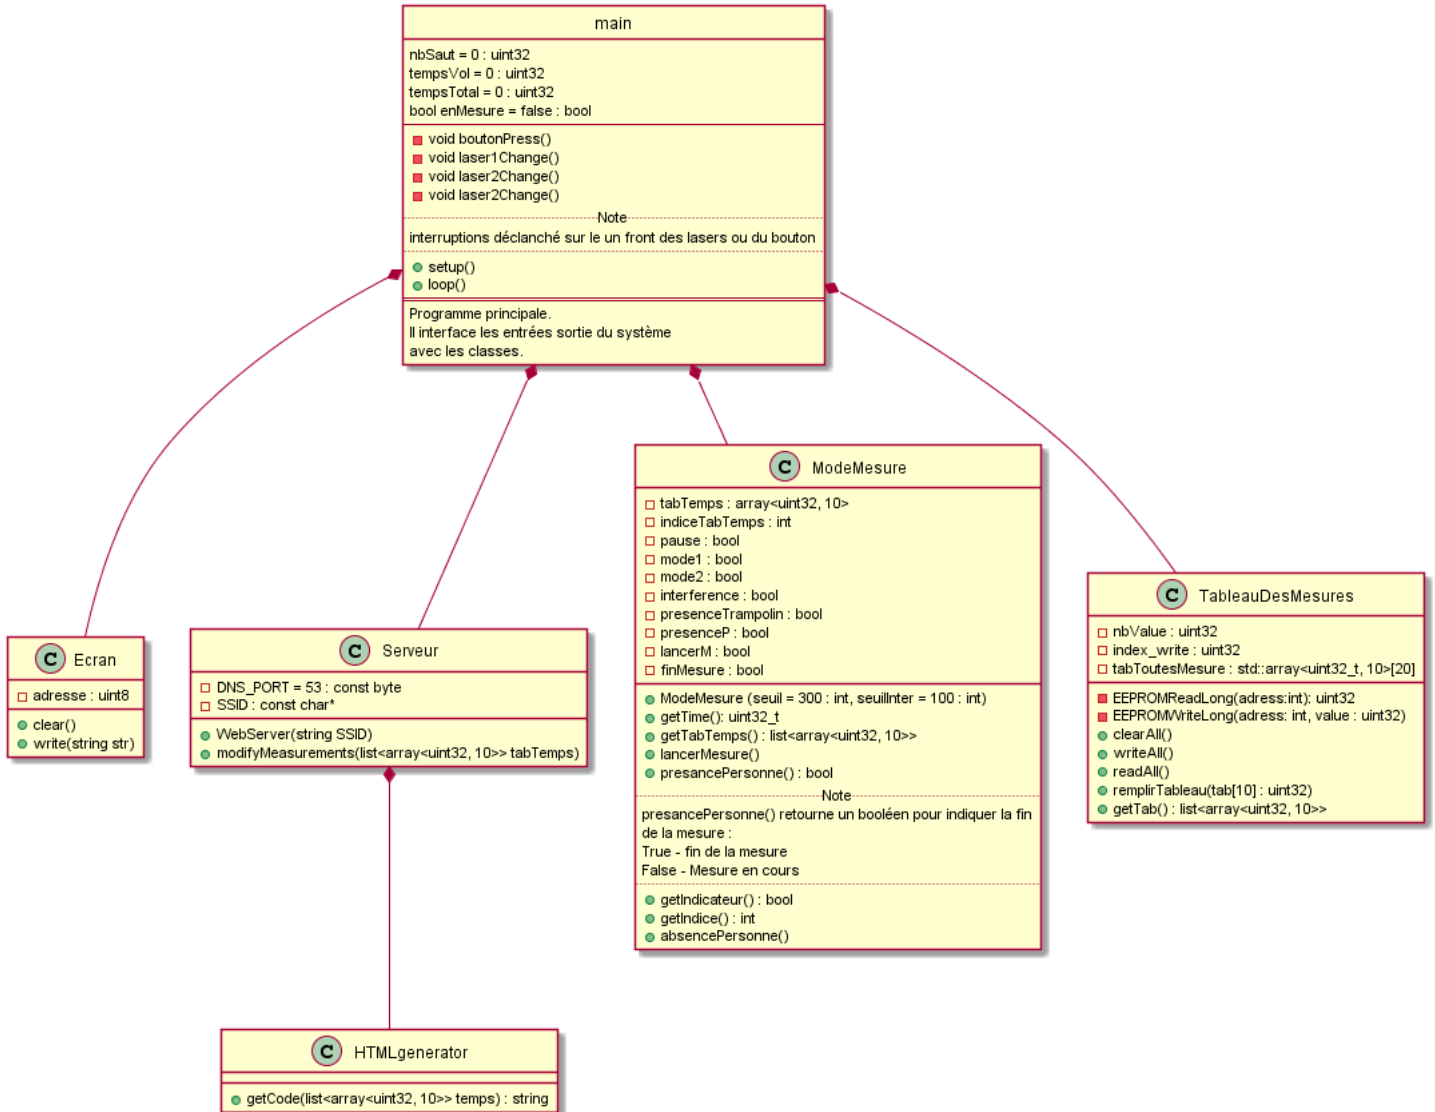 main
nbSaut = 0 : uint32
tempsVol = 0 : uint32
tempsTotal = 0 : uint32
bool enMesure = false : bool
void boutonPress()
void laser1Change()
void laser2Change()
void laser2Change()
Note
interruptions déclanché sur le un front des lasers ou du bouton
setup()
loop()
Programme principale.
Il interface les entrées sortie du système
avec les classes.
C Ecran
adresse : uint8
clear()
write(string str)
C Serveur
DNS_PORT = 53 : const byte
SSID : const char*
WebServer(string SSID)
modifyMeasurements(list<array<uint32, 10>> tabTemps)
C ModeMesure
tabTemps : array<uint32, 10>
indiceTabTemps : int
pause : bool
mode1 : bool
mode2 : bool
interference : bool
presenceTrampolin : bool
presenceP : bool
lancerM : bool
finMesure : bool
ModeMesure (seuil = 300 : int, seuilInter = 100 : int)
getTime(): uint32_t
getTabTemps() : list<array<uint32, 10>>
lancerMesure()
presancePersonne() : bool
Note
presancePersonne() retourne un booléen pour indiquer la fin
de la mesure :
True - fin de la mesure
False - Mesure en cours
getIndicateur() : bool
getIndice() : int
absencePersonne()
C TableauDesMesures
nbValue : uint32
index_write : uint32
tabToutesMesure : std::array<uint32_t, 10>[20]
EEPROMReadLong(adress:int): uint32
EEPROMWriteLong(adress: int, value : uint32)
clearAll()
writeAll()
readAll()
remplirTableau(tab[10] : uint32)
getTab() : list<array<uint32, 10>>
C HTMLgenerator
getCode(list<array<uint32, 10>> temps) : string